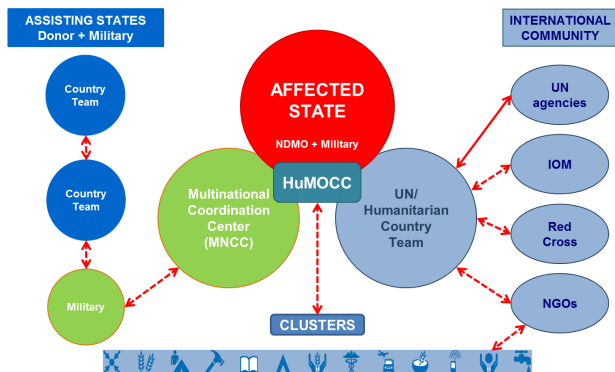 ASSISTING STATES
Donor + Military
Country
Team
Country
Team
Military
AFFECTED
STATE
NDMO + Military
HuMOCC
Multinational
Coordination
Center
(MNCC)
UN/
Humanitarian
Country
Team
CLUSTERS
INTERNATIONAL
COMMUNITY
UN
agencies
IOM
Red
Cross
NGOs